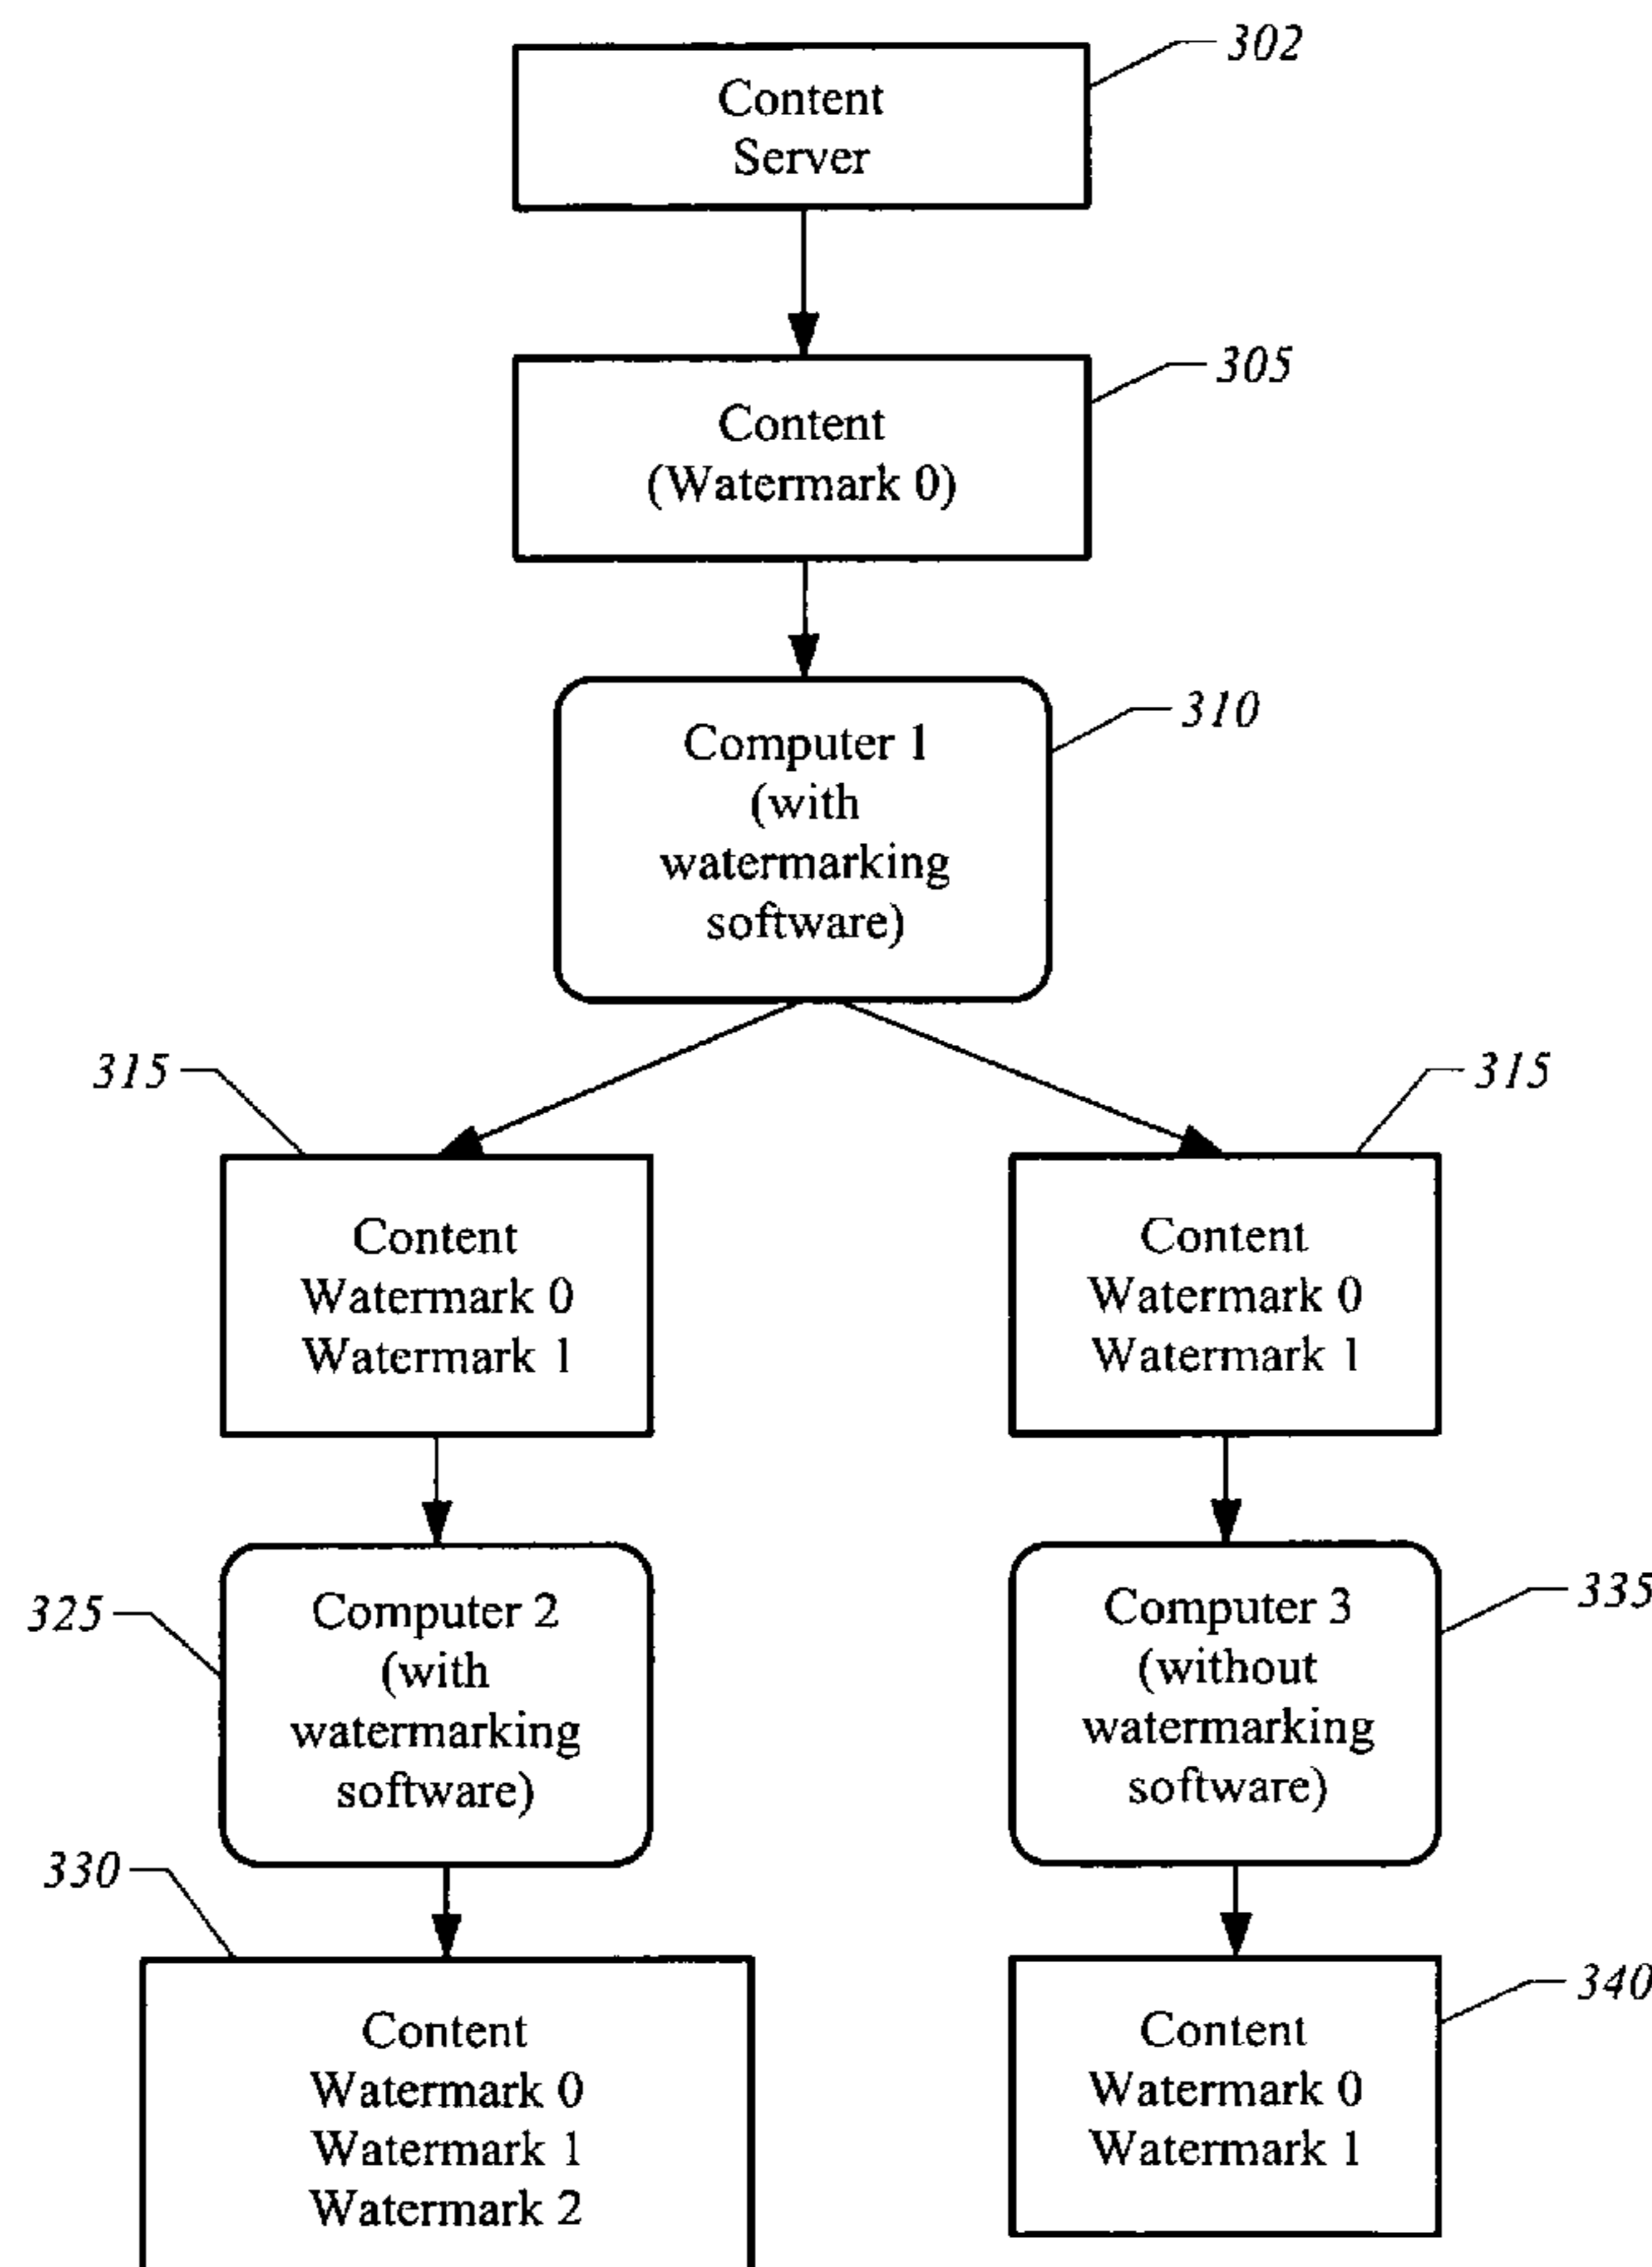 302
Content
Server
305
Content
(Watermark 0)
310
Computer 1
(with
watermarking
software)
315
315
Content
Watermark 0
Watermark 1
Content
Watermark 0
Watermark 1
325
Computer 2
(with
watermarking
software)
335
Computer 3
(without
watermarking
software)
330
Content
Watermark 0
Watermark 1
Watermark 2
340
Content
Watermark 0
Watermark 1